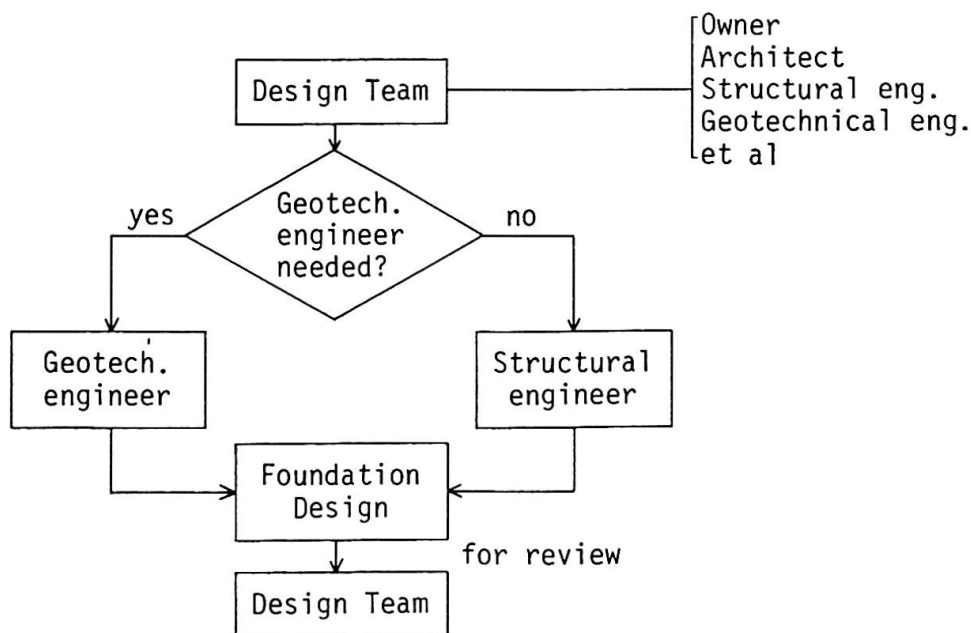 Owner
Architect
Structural eng.
Geotechnical eng.
et al
Design Team
Geotech.
engineer
needed?
yes
no
Geotech.
engineer
Structural
engineer
Foundation
Design
for review
Design Team